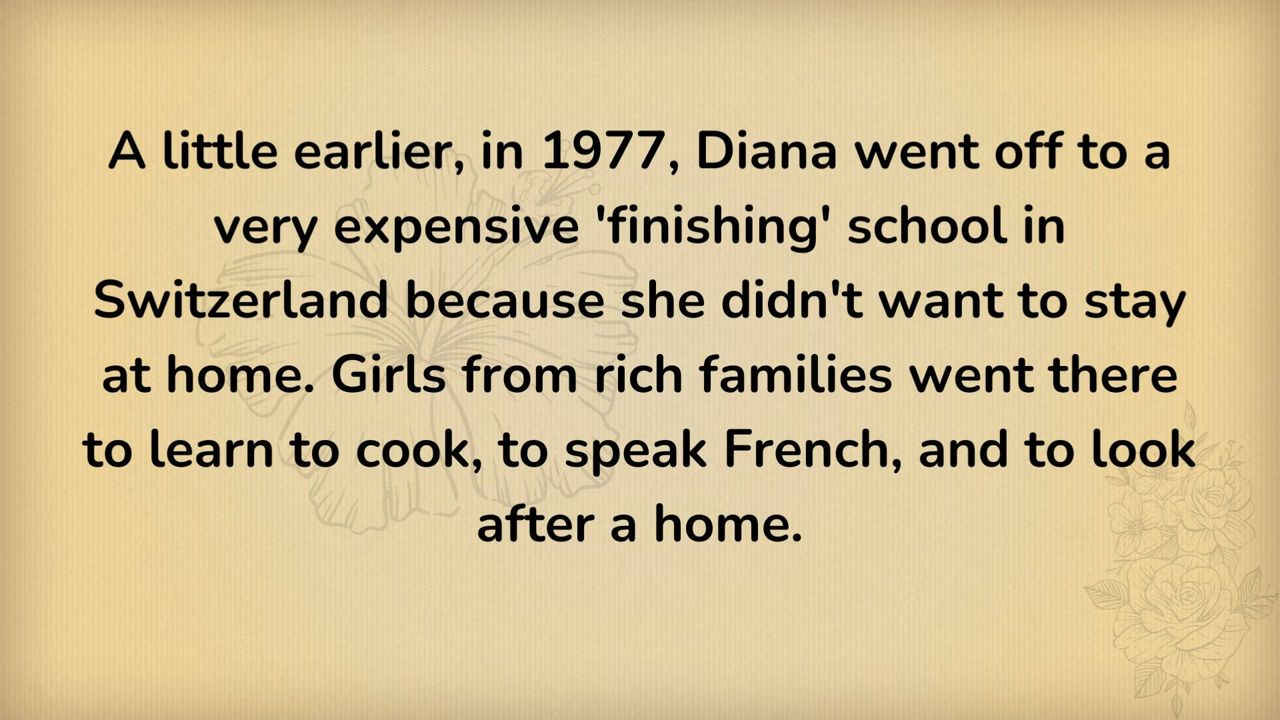 A little earlier, in 1977, Diana went off to a
very expensive 'finishing' school in
Switzerland because she didn't want to stay
at home. Girls from rich families went there
to learn to cook, to speak French, and to look
after a home.